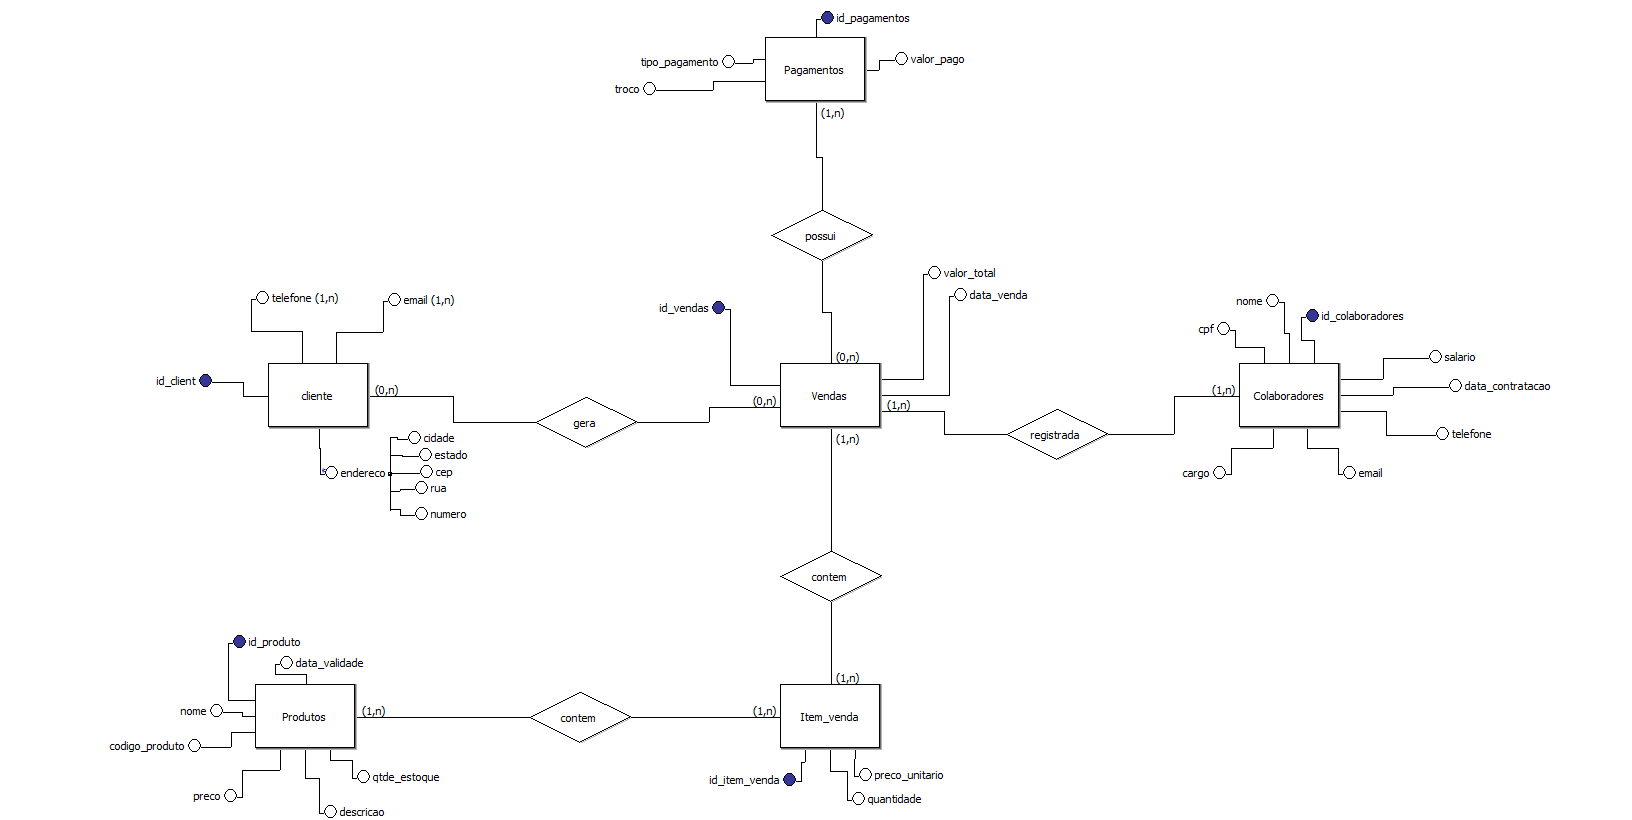 id_pagamentos
tipo_pagamento
valor_pago
Pagamentos
troco
(1,n)
possui
(0,n)
valor_total
data_venda
id_vendas
telefone (1,n)
email (1,n)
id_client
cliente
(0,n)
gera
(0,n)
Vendas
(1,n)
registrada
(1,n)
Colaboradores
nome
id_colaboradores
cpf
salario
data_contratacao
telefone
cargo
email
endereco
cidade
estado
cep
rua
numero
(1,n)
contem
(1,n)
id_produto
data_validade
nome
Produtos
(1,n)
contem
(1,n)
Item_venda
codigo_produto
preco
qtde_estoque
descricao
id_item_venda
preco_unitario
quantidade